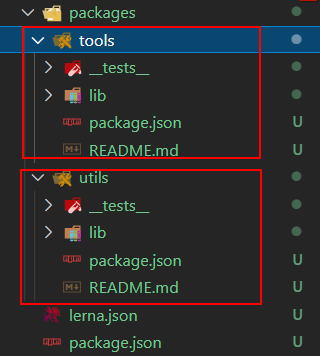 packages
tools
__tests__
lib
package.json U
README.md U
utils
__tests__
lib
package.json U
README.md U
lerna.json U
package.json U